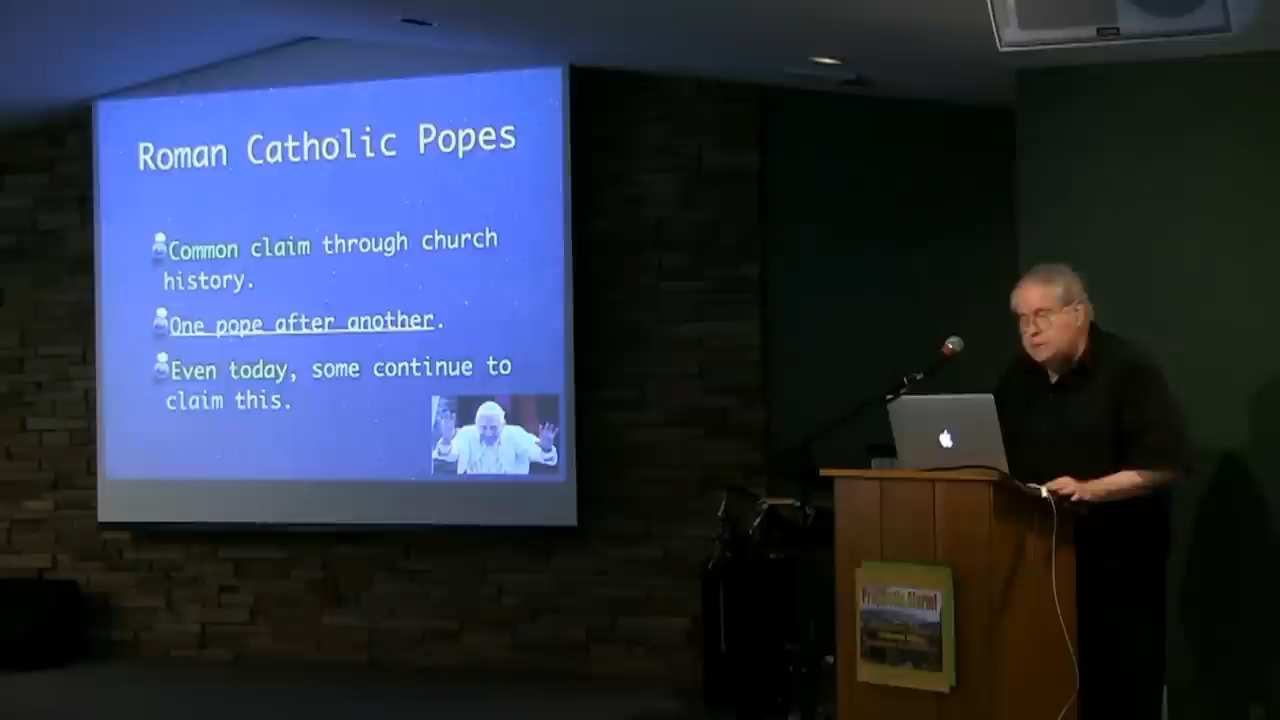 Roman Catholic Popes
Common claim through church
history.
One pope after another.
Even today, some continue to
claim this.